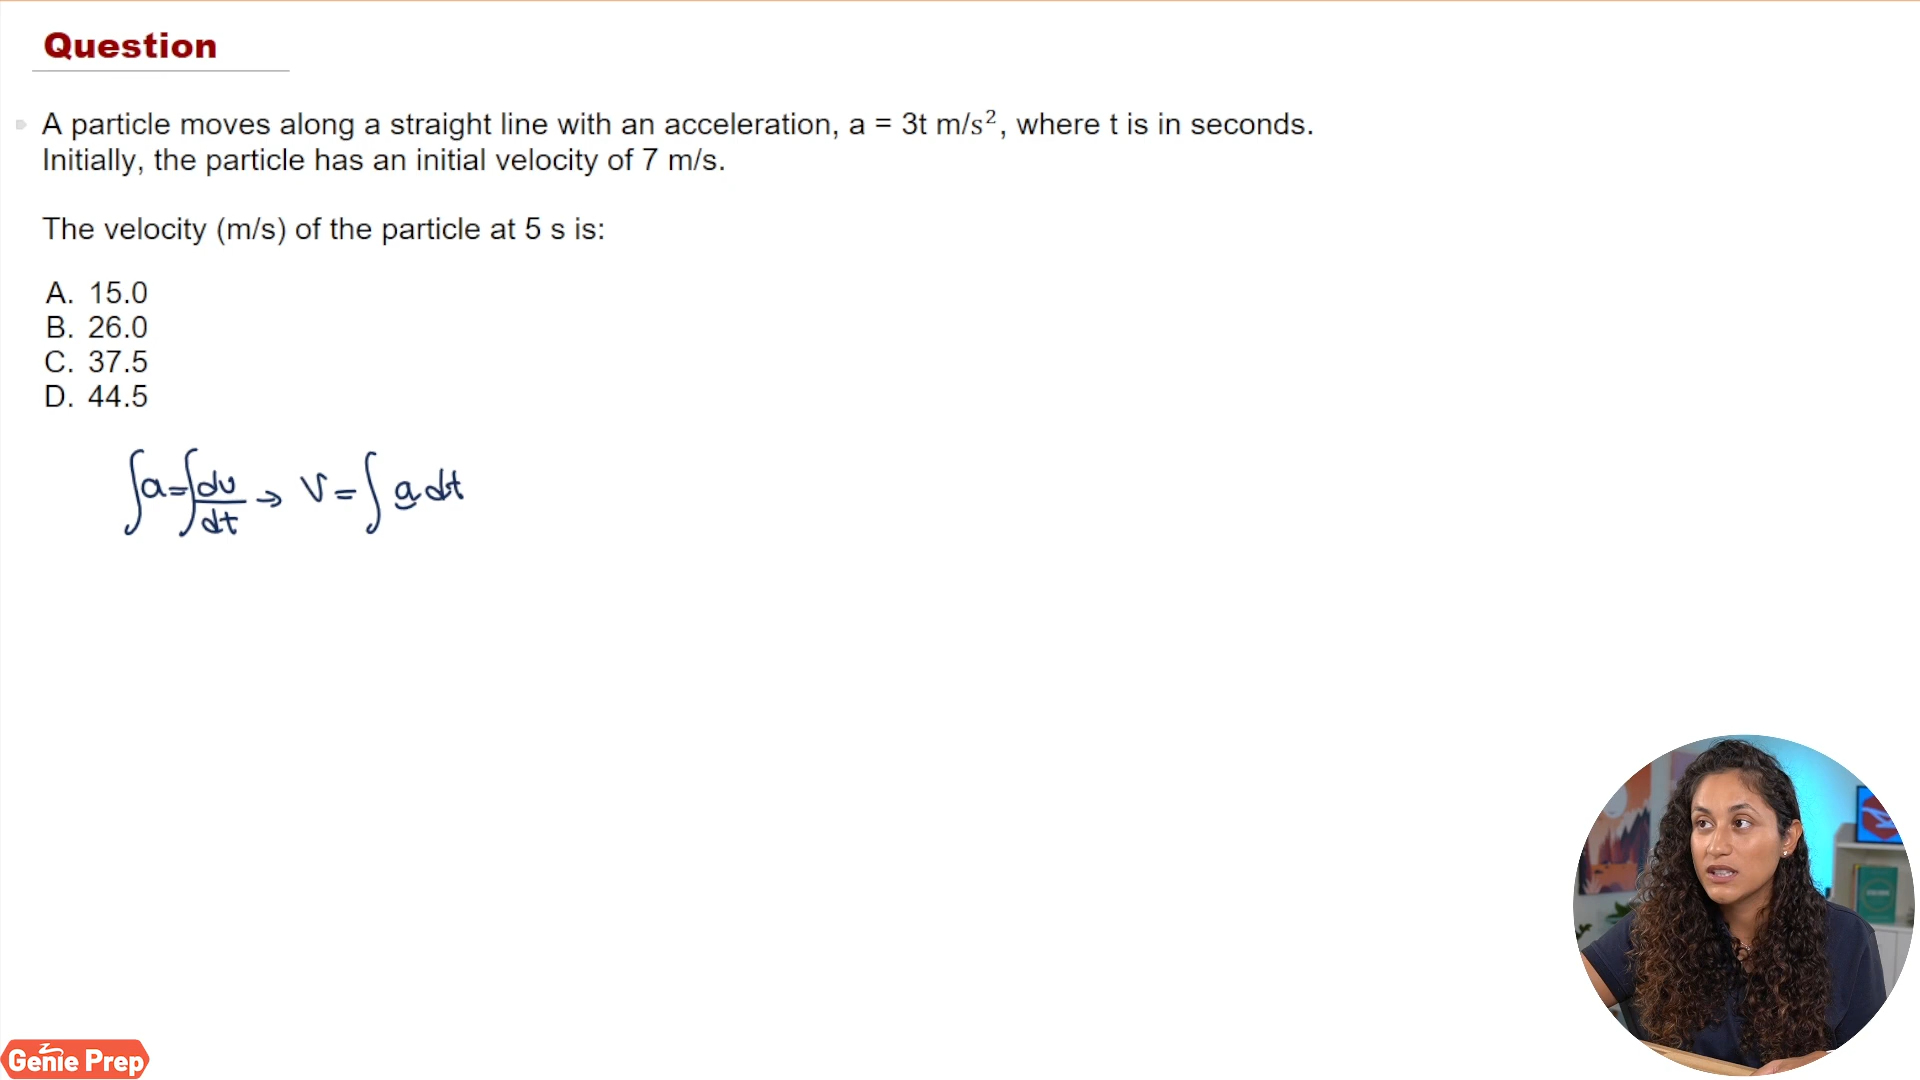 Question
A particle moves along a straight line with an acceleration, a = 3t m/s², where t is in seconds.
Initially, the particle has an initial velocity of 7 m/s.
The velocity (m/s) of the particle at 5 s is:
A. 15.0
B. 26.0
C. 37.5
D. 44.5
∫a=∫dv/dt → v=∫a dt
Genie Prep